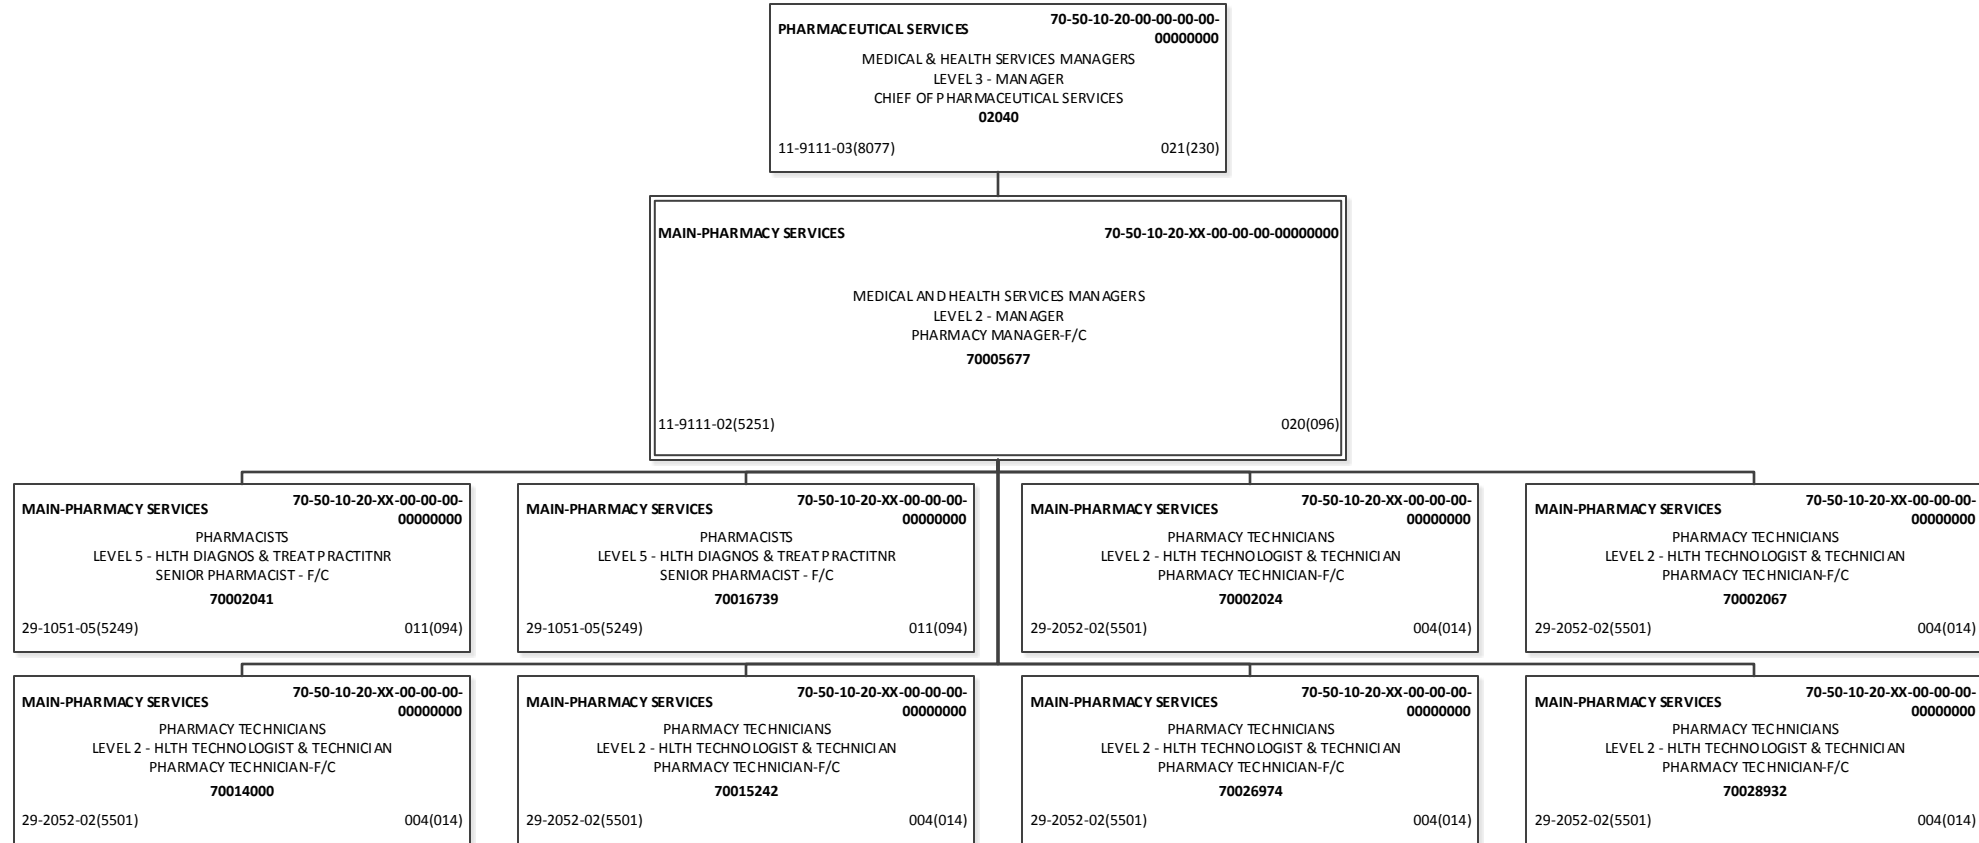 PHARMACEUTICAL SERVICES
70-50-10-20-00-00-00-00-
00000000
MEDICAL & HEALTH SERVICES MANAGERS
LEVEL 3 - MANAGER
CHIEF OF PHARMACEUTICAL SERVICES
02040
11-9111-03(8077)
021(230)
MAIN-PHARMACY SERVICES
70-50-10-20-XX-00-00-00-00000000
MEDICAL AND HEALTH SERVICES MANAGERS
LEVEL 2 - MANAGER
PHARMACY MANAGER-F/C
70005677
11-9111-02(5251)
020(096)
MAIN-PHARMACY SERVICES
70-50-10-20-XX-00-00-00-
00000000
PHARMACISTS
LEVEL 5 - HLTH DIAGNOS & TREAT PRACTITNR
SENIOR PHARMACIST - F/C
70002041
29-1051-05(5249)
011(094)
MAIN-PHARMACY SERVICES
70-50-10-20-XX-00-00-00-
00000000
PHARMACISTS
LEVEL 5 - HLTH DIAGNOS & TREAT PRACTITNR
SENIOR PHARMACIST - F/C
70016739
29-1051-05(5249)
011(094)
MAIN-PHARMACY SERVICES
70-50-10-20-XX-00-00-00-
00000000
PHARMACY TECHNICIANS
LEVEL 2 - HLTH TECHNOLOGIST & TECHNICIAN
PHARMACY TECHNICIAN-F/C
70002024
29-2052-02(5501)
004(014)
MAIN-PHARMACY SERVICES
70-50-10-20-XX-00-00-00-
00000000
PHARMACY TECHNICIANS
LEVEL 2 - HLTH TECHNOLOGIST & TECHNICIAN
PHARMACY TECHNICIAN-F/C
70002067
29-2052-02(5501)
004(014)
MAIN-PHARMACY SERVICES
70-50-10-20-XX-00-00-00-
00000000
PHARMACY TECHNICIANS
LEVEL 2 - HLTH TECHNOLOGIST & TECHNICIAN
PHARMACY TECHNICIAN-F/C
70014000
29-2052-02(5501)
004(014)
MAIN-PHARMACY SERVICES
70-50-10-20-XX-00-00-00-
00000000
PHARMACY TECHNICIANS
LEVEL 2 - HLTH TECHNOLOGIST & TECHNICIAN
PHARMACY TECHNICIAN-F/C
70015242
29-2052-02(5501)
004(014)
MAIN-PHARMACY SERVICES
70-50-10-20-XX-00-00-00-
00000000
PHARMACY TECHNICIANS
LEVEL 2 - HLTH TECHNOLOGIST & TECHNICIAN
PHARMACY TECHNICIAN-F/C
70026974
29-2052-02(5501)
004(014)
MAIN-PHARMACY SERVICES
70-50-10-20-XX-00-00-00-
00000000
PHARMACY TECHNICIANS
LEVEL 2 - HLTH TECHNOLOGIST & TECHNICIAN
PHARMACY TECHNICIAN-F/C
70028932
29-2052-02(5501)
004(014)